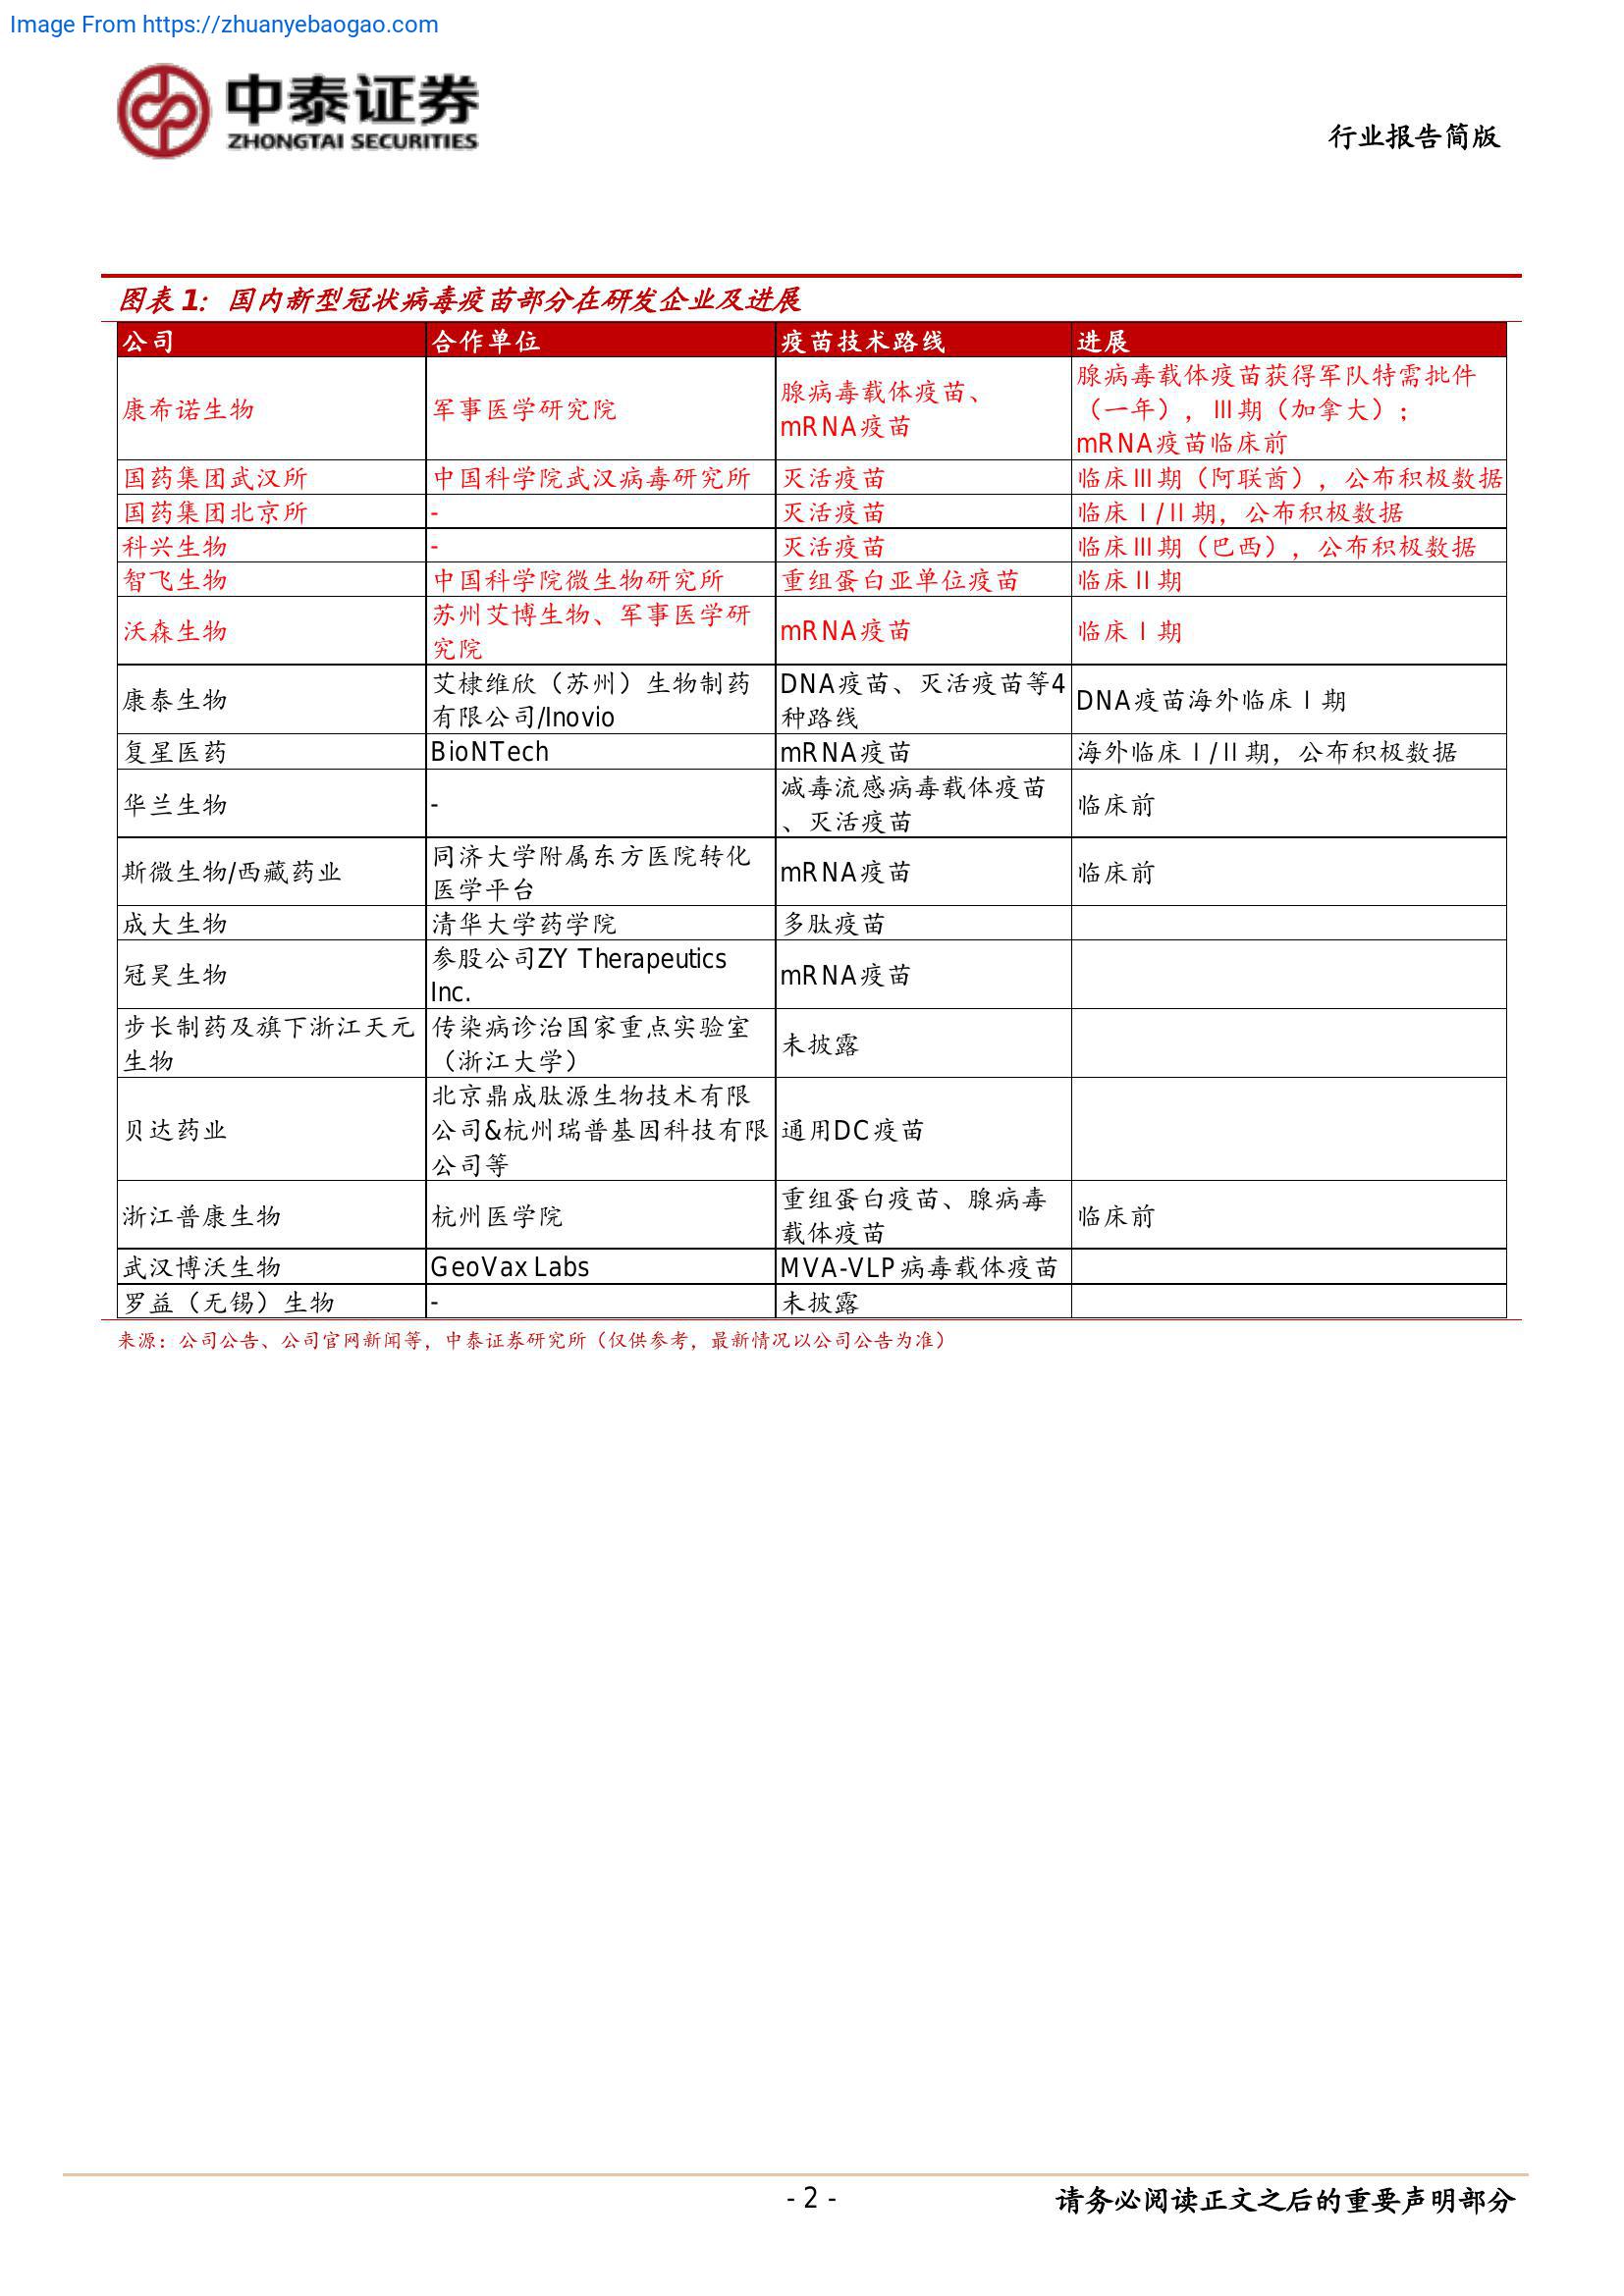 Image From https://zhuanyebaogao.com
中泰证券
ZHONGTAI SECURITIES
行业报告简版
图表1：国内新型冠状病毒疫苗部分在研发企业及进展
公司 合作单位 疫苗技术路线 进展
康希诺生物 军事医学研究院 腺病毒载体疫苗、
mRNA疫苗 腺病毒载体疫苗获得军队特需批件
（一年），Ⅲ期（加拿大）；
mRNA疫苗临床前
国药集团武汉所 中国科学院武汉病毒研究所 灭活疫苗 临床Ⅲ期（阿联酋），公布积极数据
国药集团北京所 - 灭活疫苗 临床Ⅰ/Ⅱ期，公布积极数据
科兴生物 - 灭活疫苗 临床Ⅲ期（巴西），公布积极数据
智飞生物 中国科学院微生物研究所 重组蛋白亚单位疫苗 临床Ⅱ期
沃森生物 苏州艾博生物、军事医学研
究院 mRNA疫苗 临床Ⅰ期
康泰生物 艾棣维欣（苏州）生物制药
有限公司/Inovio DNA疫苗、灭活疫苗等4
种路线 DNA疫苗海外临床Ⅰ期
复星医药 BioNTech mRNA疫苗 海外临床Ⅰ/Ⅱ期，公布积极数据
华兰生物 - 减毒流感病毒载体疫苗
、灭活疫苗 临床前
斯微生物/西藏药业 同济大学附属东方医院转化
医学平台 mRNA疫苗 临床前
成大生物 清华大学药学院 多肽疫苗
冠昊生物 参股公司ZY Therapeutics
Inc. mRNA疫苗
步长制药及旗下浙江天元
生物 传染病诊治国家重点实验室
（浙江大学） 未披露
贝达药业 北京鼎成肽源生物技术有限
公司&杭州瑞普基因科技有限
公司等 通用DC疫苗
浙江普康生物 杭州医学院 重组蛋白疫苗、腺病毒
载体疫苗 临床前
武汉博沃生物 GeoVax Labs MVA-VLP病毒载体疫苗
罗益（无锡）生物 - 未披露
来源：公司公告、公司官网新闻等，中泰证券研究所（仅供参考，最新情况以公司公告为准）
- 2 -
请务必阅读正文之后的重要声明部分